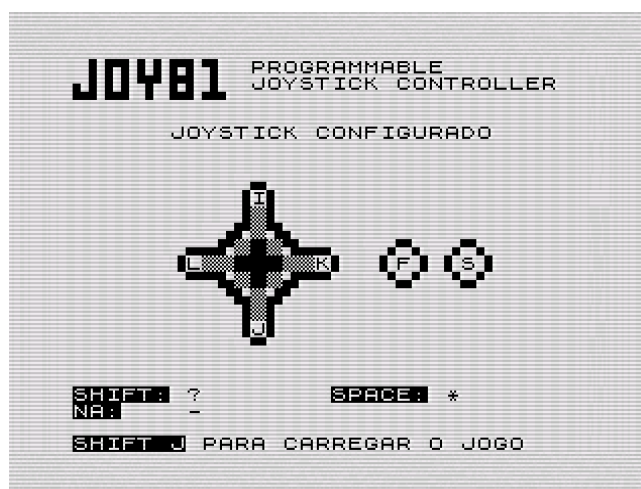 JOY81
PROGRAMMABLE
JOYSTICK CONTROLLER
JOYSTICK CONFIGURADO
I
L K F S
J
SHIFT: ? SPACE: *
NA: -
SHIFT J PARA CARREGAR O JOGO